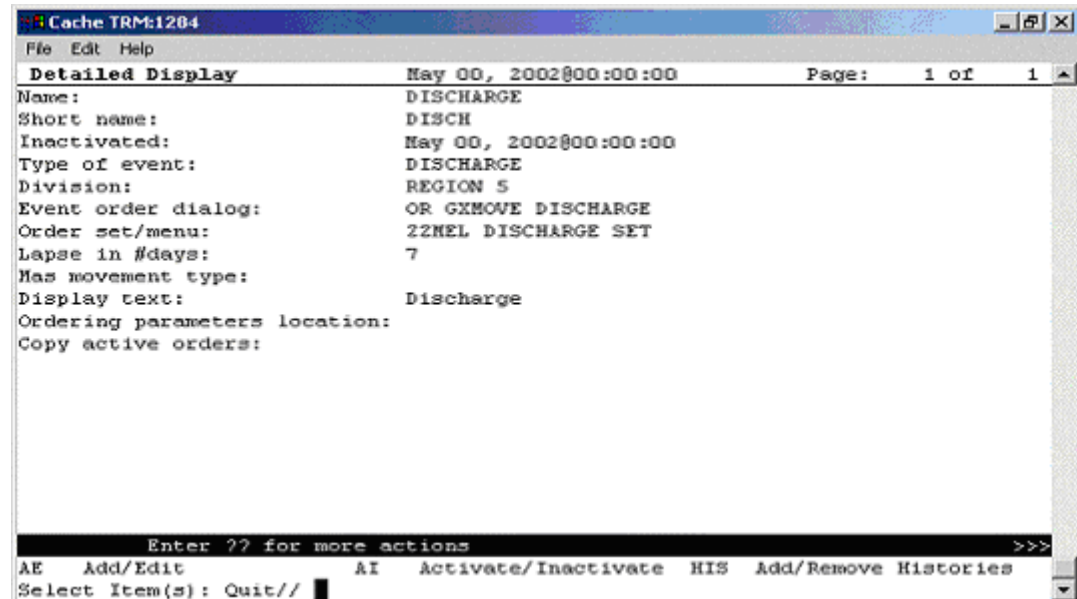 Cache TRM:1284
File Edit Help
Detailed Display May 00, 2002@00:00:00 Page: 1 of 1
Name: DISCHARGE
Short name: DISCH
Inactivated: May 00, 2002@00:00:00
Type of event: DISCHARGE
Division: REGION 5
Event order dialog: OR GXMOVE DISCHARGE
Order set/menu: ZZMEL DISCHARGE SET
Lapse in #days: 7
Mas movement type:
Display text: Discharge
Ordering parameters location:
Copy active orders:
Enter ?? for more actions >>>
AE Add/Edit AI Activate/Inactivate HIS Add/Remove Histories
Select Item(s): Quit//